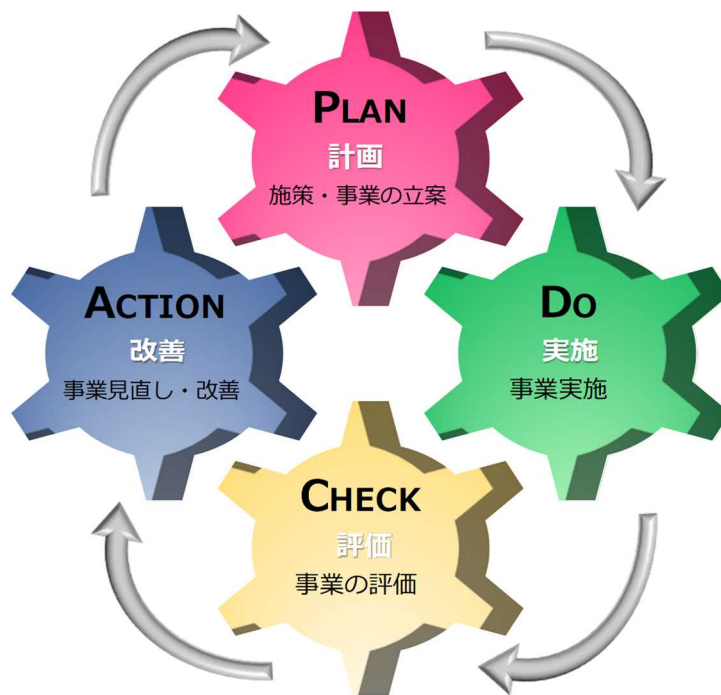 PLAN
計画
施策・事業の立案
DO
実施
事業実施
CHECK
評価
事業の評価
ACTION
改善
事業見直し・改善